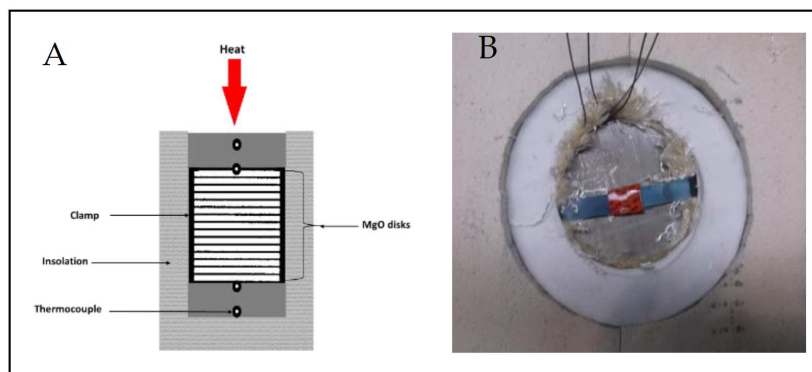 A
Heat
Clamp
MgO disks
Insolation
Thermocouple
B